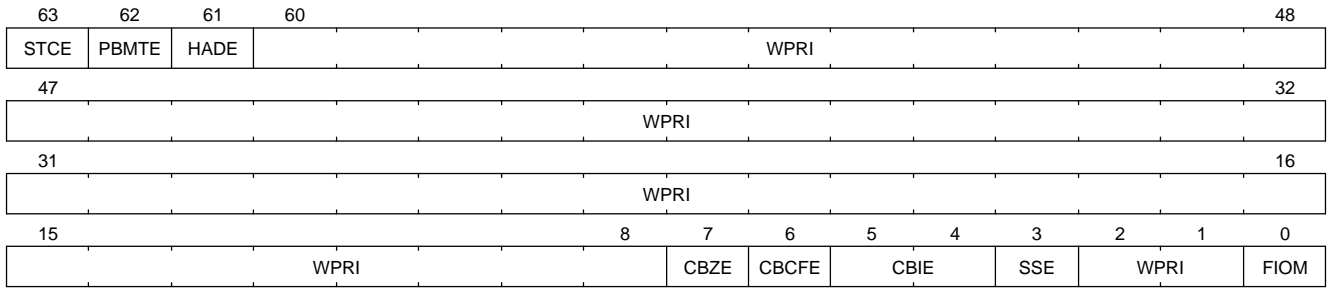 63 62 61 60 48
STCE PBMTE HADE WPRI
47 32
WPRI
31 16
WPRI
15 8 7 6 5 4 3 2 1 0
WPRI CBZE CBCFE CBIE SSE WPRI FIOM